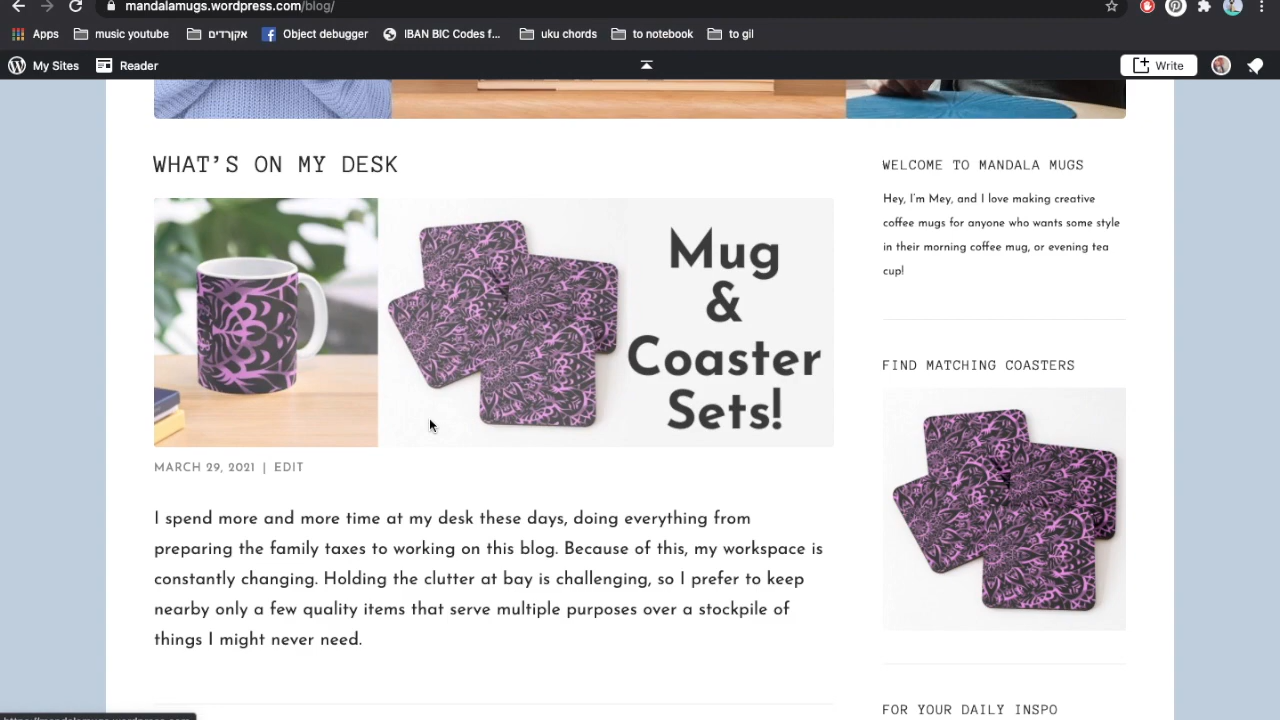 mandalamugs.wordpress.com/blog/
Apps
music youtube
אקורדים
Object debugger
IBAN BIC Codes f...
uku chords
to notebook
to gil
My Sites
Reader
Write
WHAT'S ON MY DESK
Mug
&
Coaster
Sets!
MARCH 29, 2021 | EDIT
I spend more and more time at my desk these days, doing everything from
preparing the family taxes to working on this blog. Because of this, my workspace is
constantly changing. Holding the clutter at bay is challenging, so I prefer to keep
nearby only a few quality items that serve multiple purposes over a stockpile of
things I might never need.
WELCOME TO MANDALA MUGS
Hey, I'm Mey, and I love making creative
coffee mugs for anyone who wants some style
in their morning coffee mug, or evening tea
cup!
FIND MATCHING COASTERS
FOR YOUR DAILY INSPO